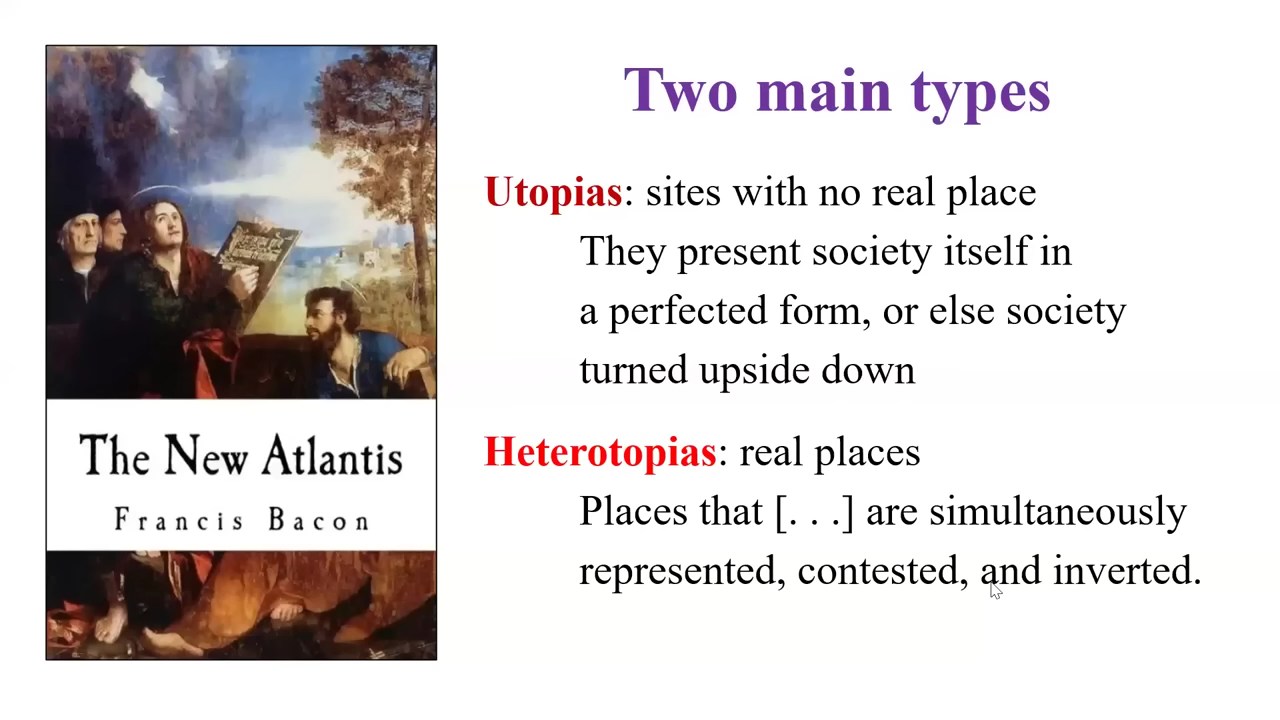 Two main types
Utopias: sites with no real place
They present society itself in
a perfected form, or else society
turned upside down
Heterotopias: real places
Places that [. . .] are simultaneously
represented, contested, and inverted.
The New Atlantis
Francis Bacon